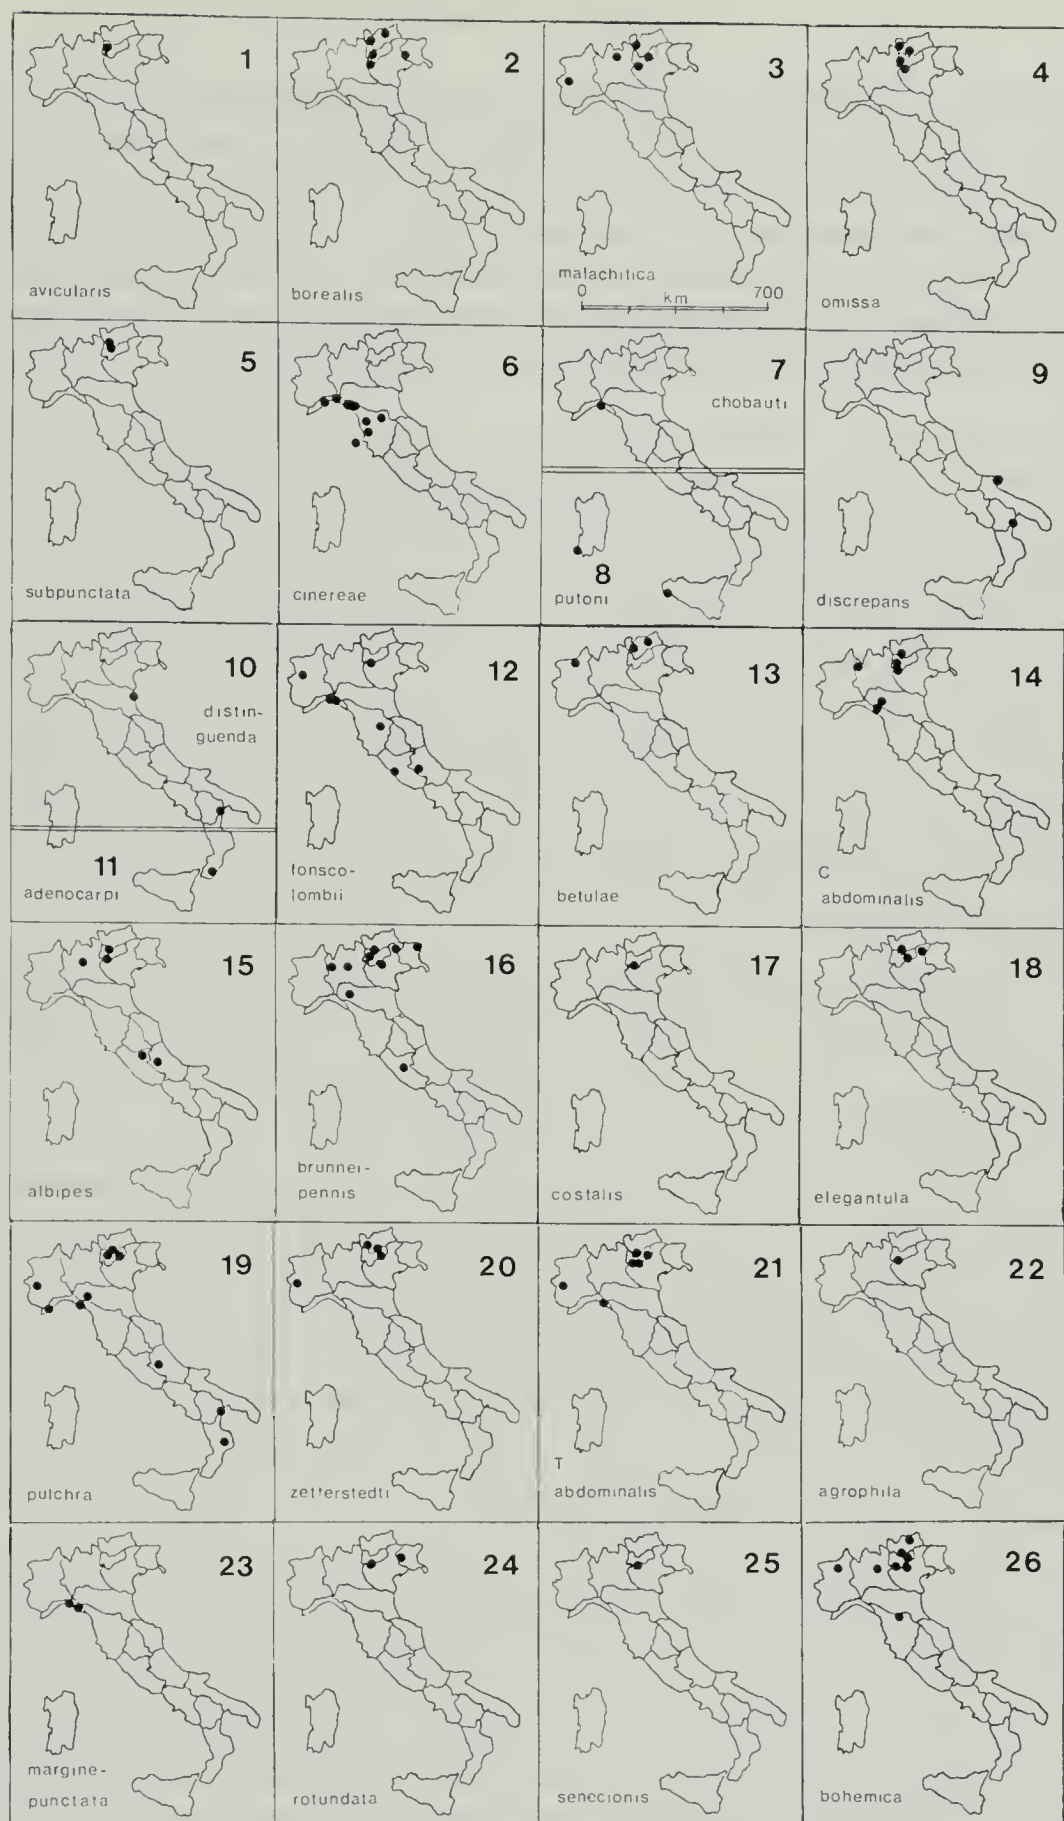 1
avicularis
2
borealis
3
malachitica
0 km 700
4
omissa
5
subpunctata
6
cinereae
7
chobauti
8
putoni
9
discrepans
10
distin-
guenda
11
adenocarpi
12
fonsco-
lombii
13
betulae
14
C
abdominalis
15
albipes
16
brunnei-
pennis
17
costalis
18
elegantula
19
pulchra
20
zetterstedti
21
T
abdominalis
22
agrophila
23
margine-
punctata
24
rotundata
25
senecionis
26
bohemica